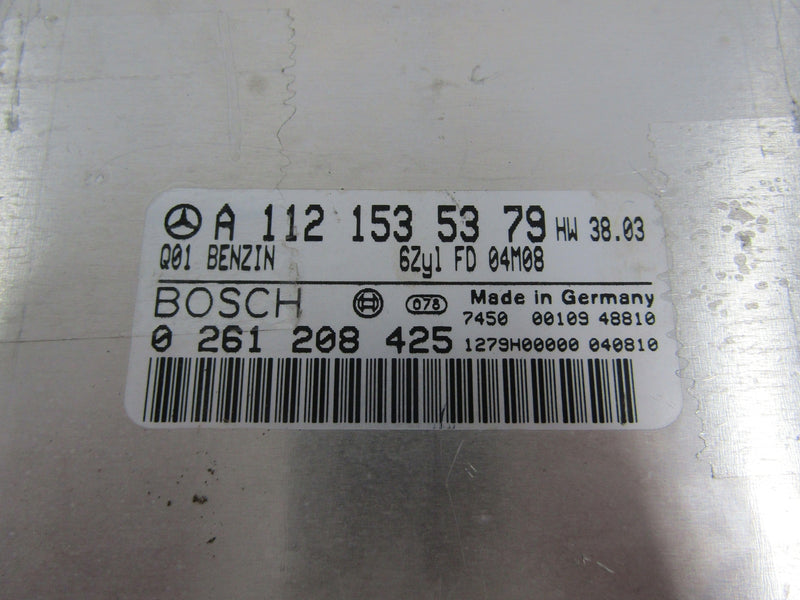 A 112 153 53 79 HW 38.03
Q01 BENZIN 6Zyl FD 04M08
BOSCH 078 Made in Germany
7450 00109 48810
0 261 208 425 1279H00000 040810